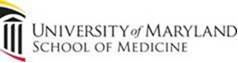 UNIVERSITY of MARYLAND
SCHOOL OF MEDICINE